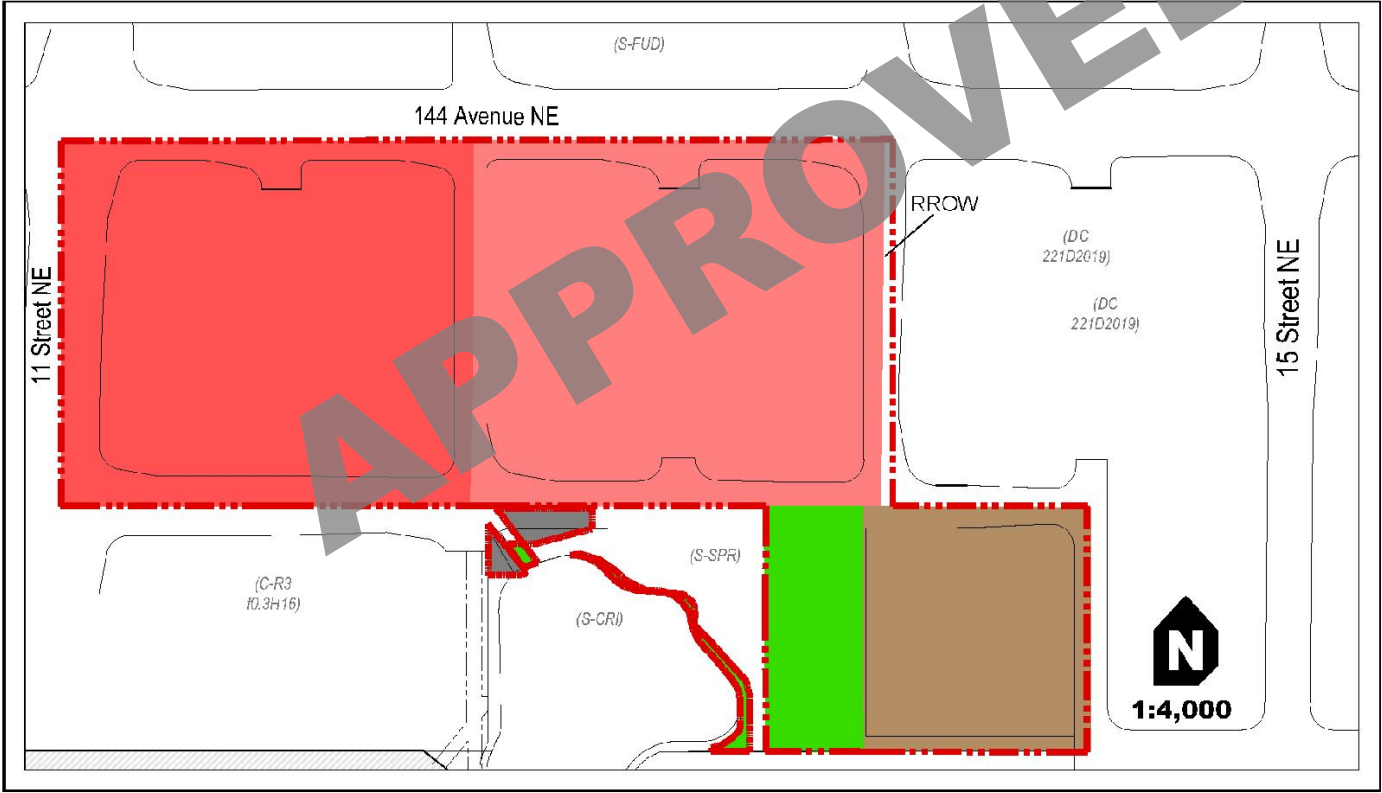 (S-FUD)
144 Avenue NE
APPROVED
RROW
(DC
221D2019)
(DC
221D2019)
11 Street NE
15 Street NE
(S-SPR)
(C-R3
f0.3H16)
(S-CRI)
N
1:4,000